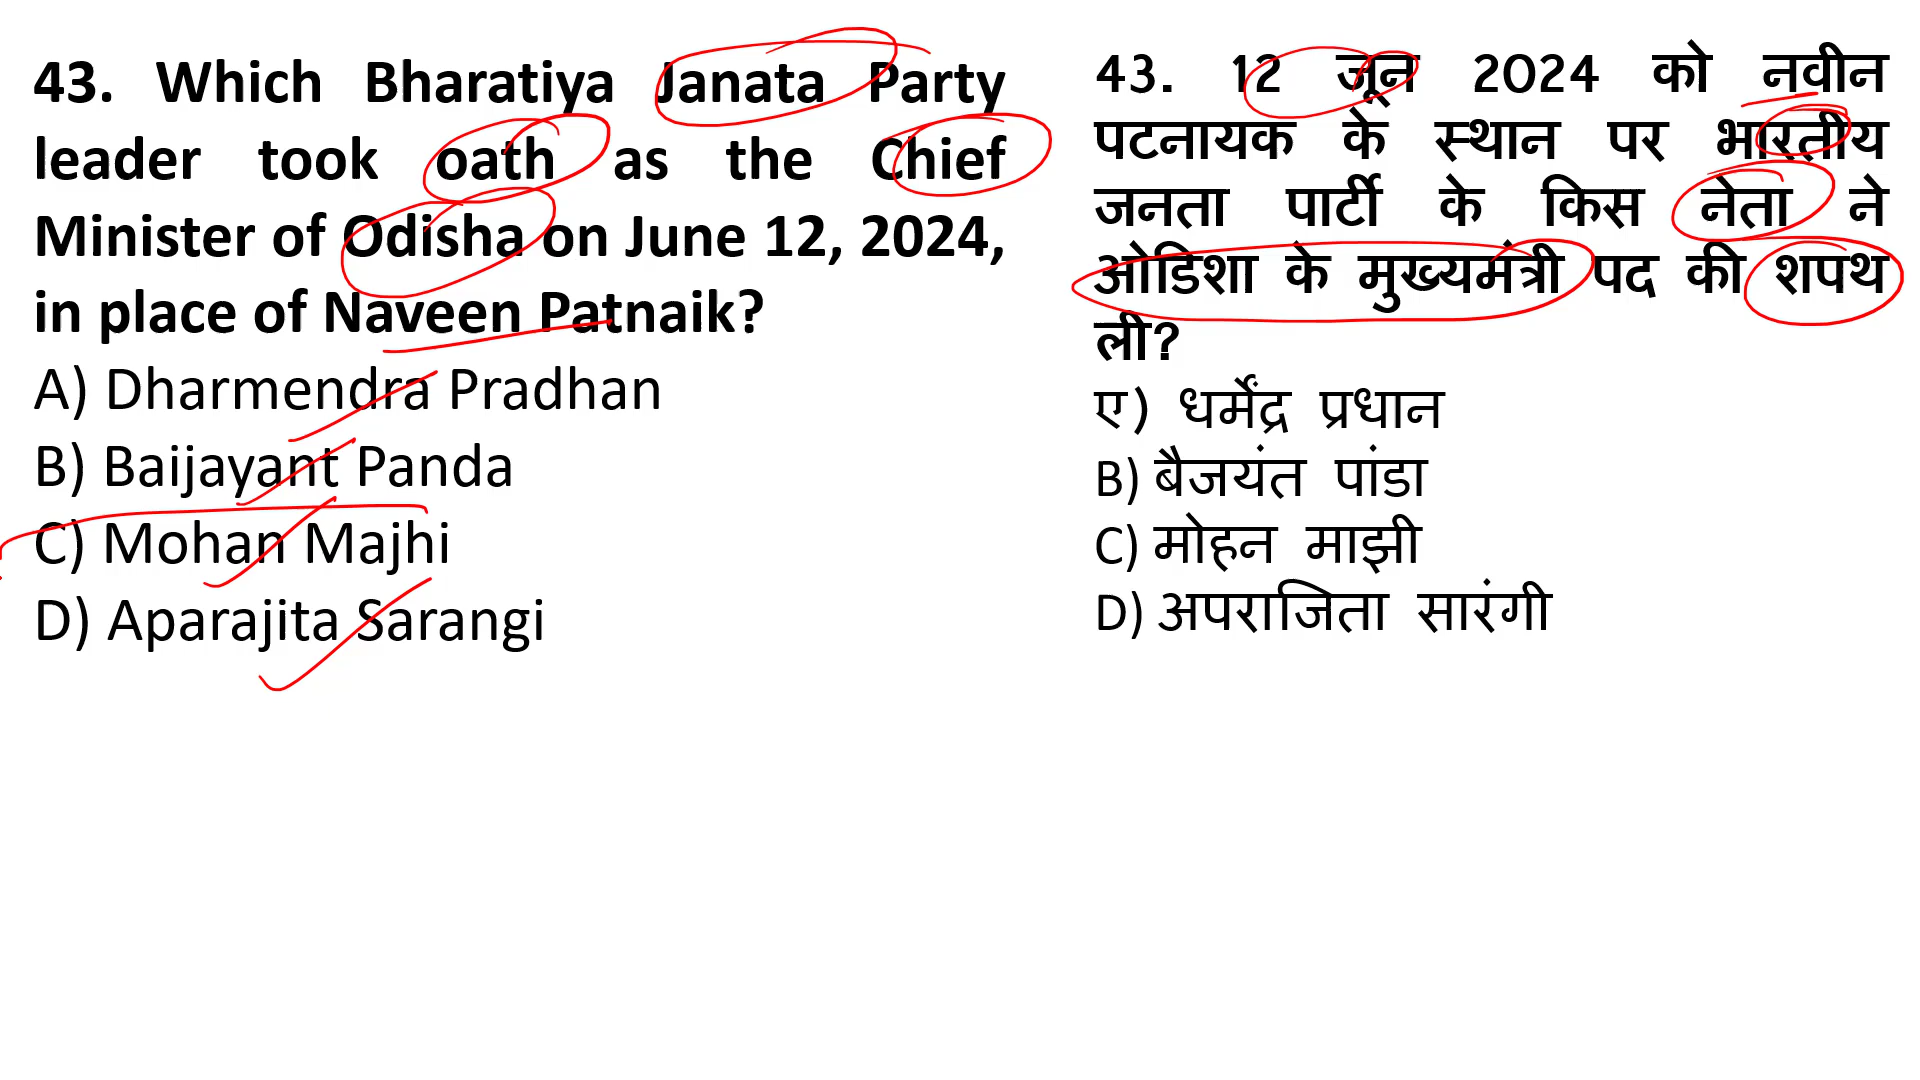 43. Which Bharatiya Janata Party
leader took oath as the Chief
Minister of Odisha on June 12, 2024,
in place of Naveen Patnaik?
A) Dharmendra Pradhan
B) Baijayant Panda
C) Mohan Majhi
D) Aparajita Sarangi
43. 12 जून 2024 को नवीन
पटनायक के स्थान पर भारतीय
जनता पार्टी के किस नेता ने
ओडिशा के मुख्यमंत्री पद की शपथ
ली?
ए) धर्मेंद्र प्रधान
B) बैजयंत पांडा
C) मोहन माझी
D) अपराजिता सारंगी